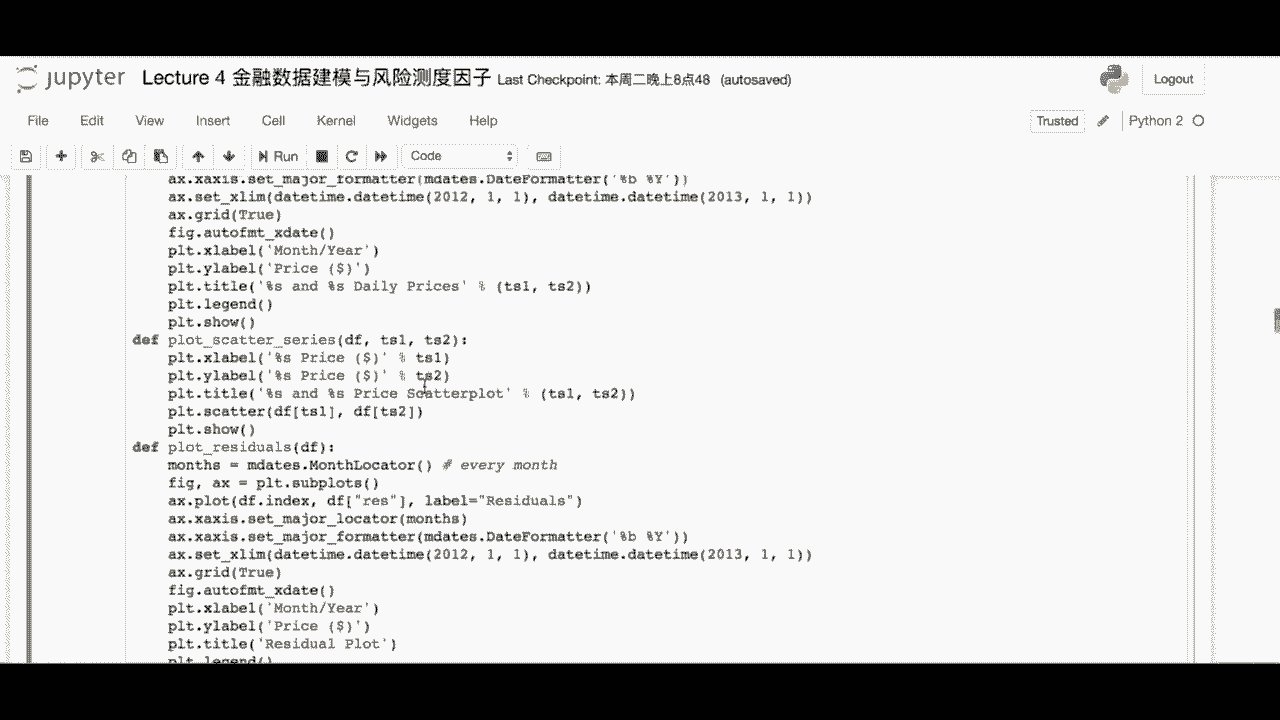 jupyter Lecture 4 金融数据建模与风险测度因子 Last Checkpoint: 本周二晚上8点48 (autosaved) Logout
File Edit View Insert Cell Kernel Widgets Help Trusted Python 2
Run Code
ax.xaxis.set_major_formatter(mdates.DateFormatter('%b %Y'))
ax.set_xlim(datetime.datetime(2012, 1, 1), datetime.datetime(2013, 1, 1))
ax.grid(True)
fig.autofmt_xdate()
plt.xlabel('Month/Year')
plt.ylabel('Price ($)')
plt.title('%s and %s Daily Prices' % (ts1, ts2))
plt.legend()
plt.show()
def plot_scatter_series(df, ts1, ts2):
plt.xlabel('%s Price ($)' % ts1)
plt.ylabel('%s Price ($)' % ts2)
plt.title('%s and %s Price Scatterplot' % (ts1, ts2))
plt.scatter(df[ts1], df[ts2])
plt.show()
def plot_residuals(df):
months = mdates.MonthLocator() # every month
fig, ax = plt.subplots()
ax.plot(df.index, df["res"], label="Residuals")
ax.xaxis.set_major_locator(months)
ax.xaxis.set_major_formatter(mdates.DateFormatter('%b %Y'))
ax.set_xlim(datetime.datetime(2012, 1, 1), datetime.datetime(2013, 1, 1))
ax.grid(True)
fig.autofmt_xdate()
plt.xlabel('Month/Year')
plt.ylabel('Price ($)')
plt.title('Residual Plot')
plt.legend()